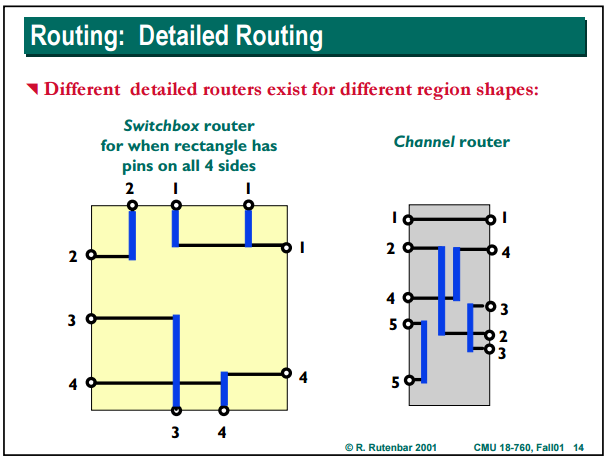 Routing: Detailed Routing
Different detailed routers exist for different region shapes:
Switchbox router
for when rectangle has
pins on all 4 sides
2 1 1
2
1
3
4
4
3 4
Channel router
1 1
2
4
4
3
5
2
3
5
© R. Rutenbar 2001 CMU 18-760, Fall01 14